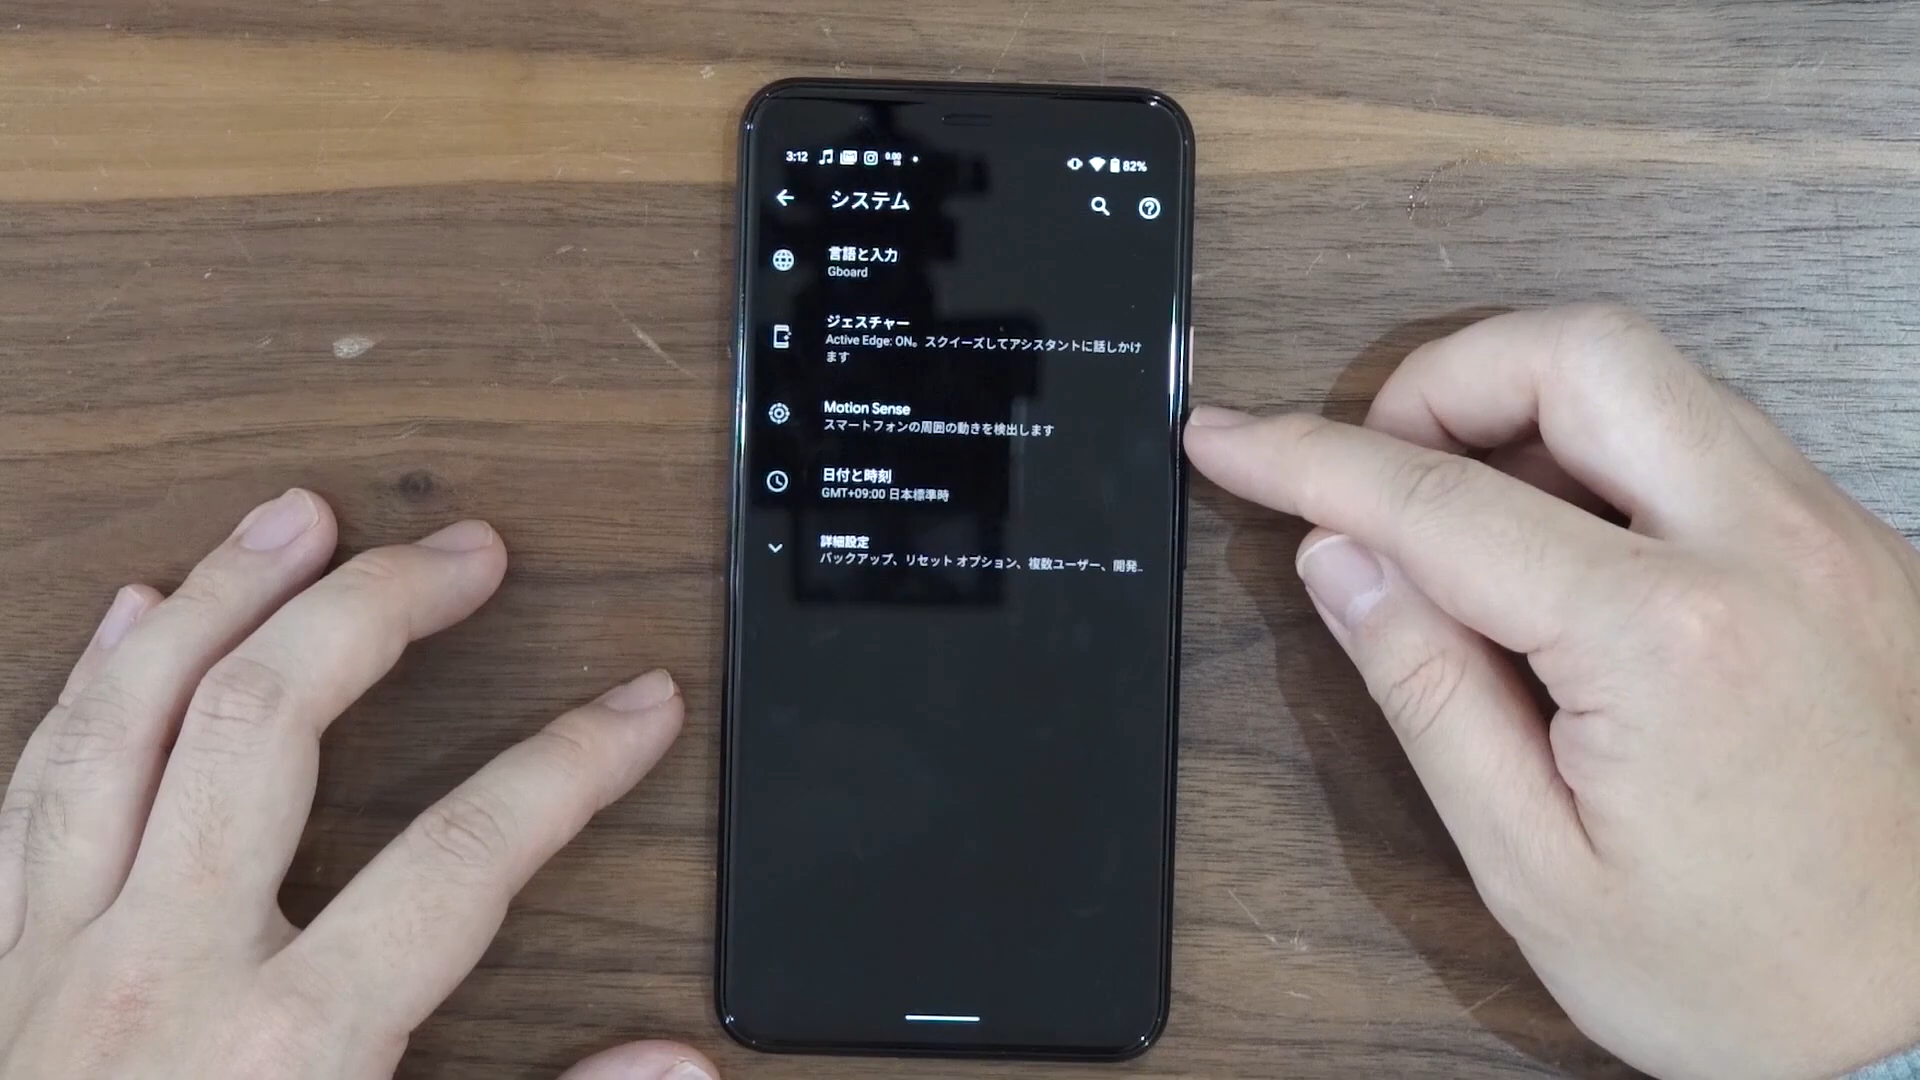 3:12
82%
システム
言語と入力
Gboard
ジェスチャー
Active Edge: ON。スクイーズしてアシスタントに話しかけ
ます
Motion Sense
スマートフォンの周囲の動きを検出します
日付と時刻
GMT+09:00 日本標準時
詳細設定
バックアップ、リセット オプション、複数ユーザー、開発…